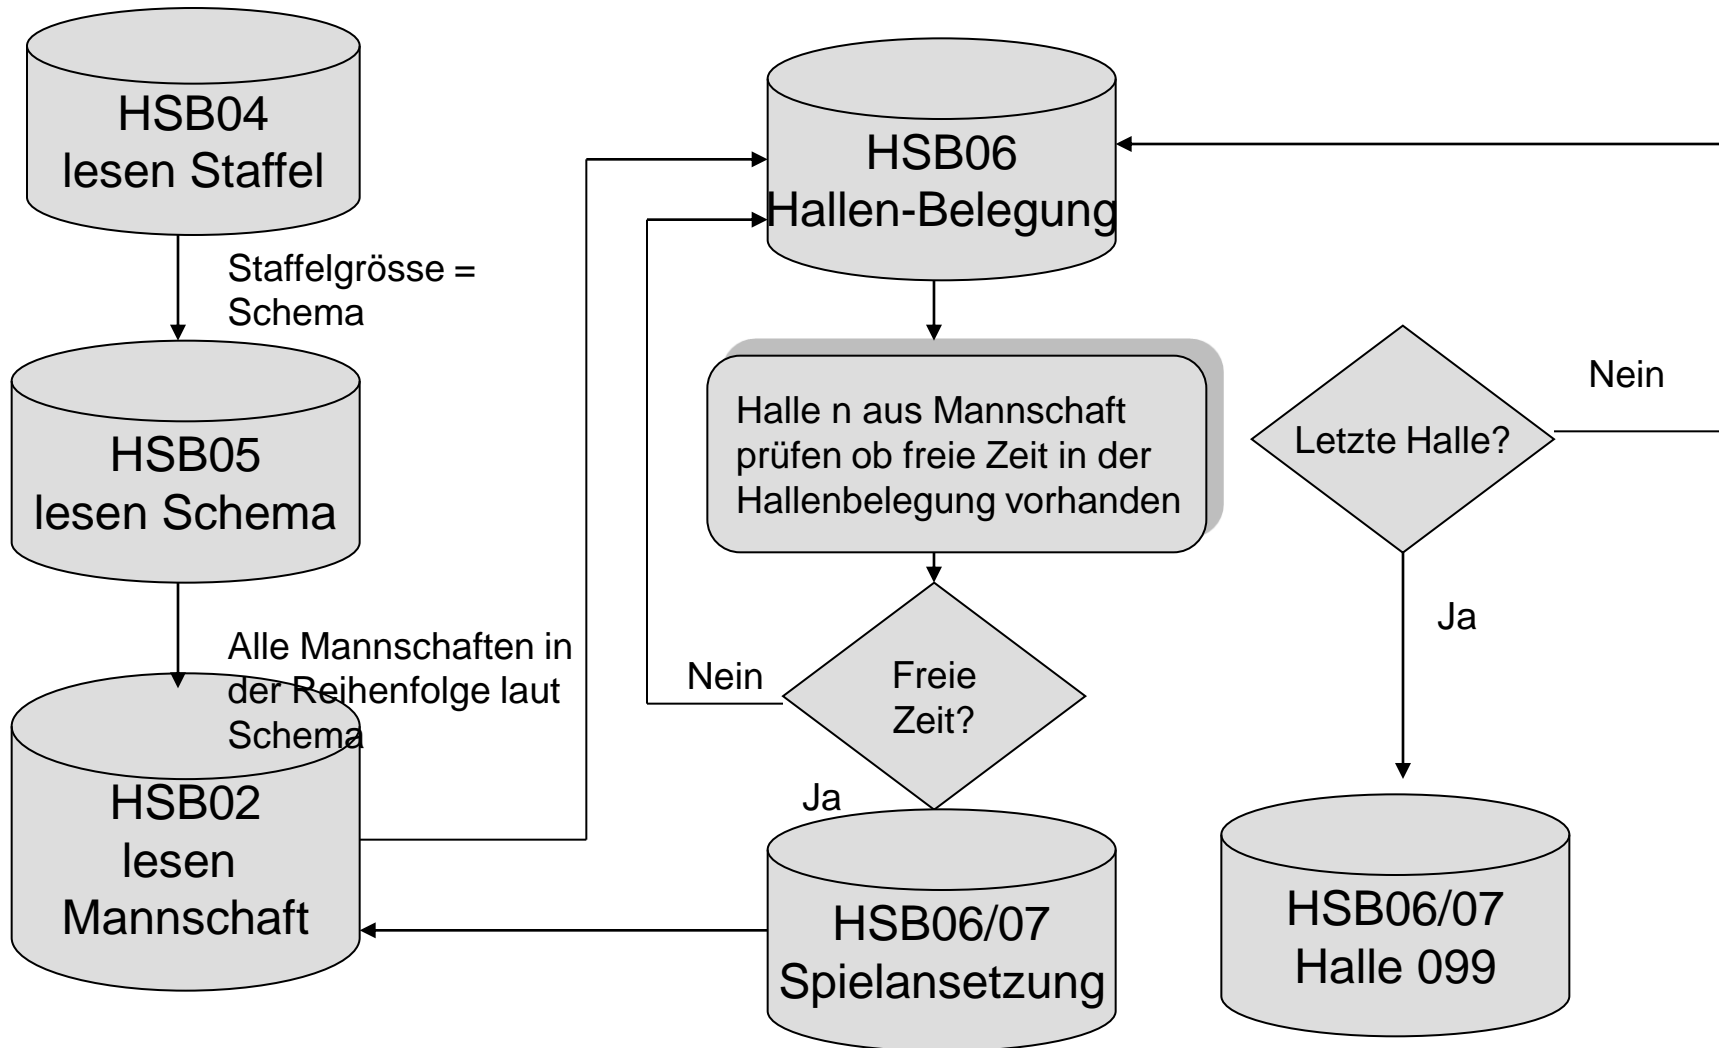 HSB04
lesen Staffel
Staffelgrösse =
Schema
HSB05
lesen Schema
Alle Mannschaften in
der Reihenfolge laut
Schema
HSB02
lesen
Mannschaft
HSB06
Hallen-Belegung
Halle n aus Mannschaft
prüfen ob freie Zeit in der
Hallenbelegung vorhanden
Nein
Freie
Zeit?
Ja
HSB06/07
Spielansetzung
Letzte Halle?
Nein
Ja
HSB06/07
Halle 099